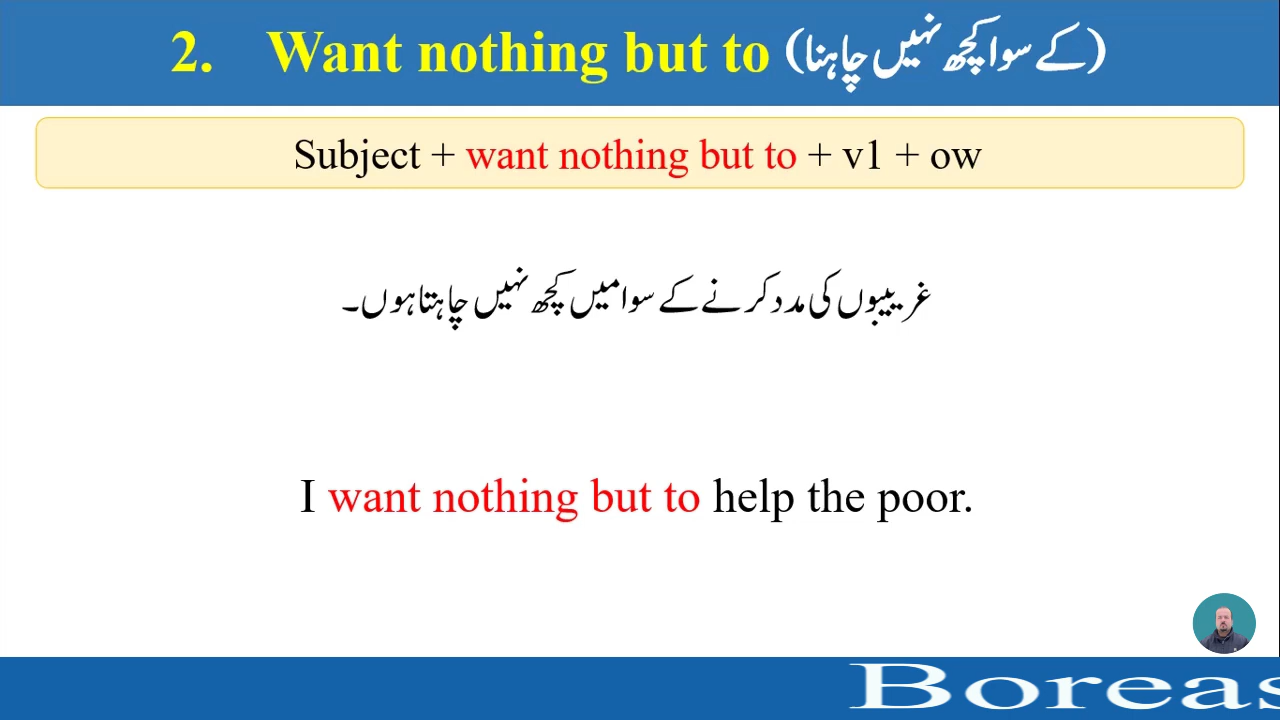 2. Want nothing but to (کے سوا کچھ نہیں چاہنا)
Subject + want nothing but to + v1 + ow
غریبوں کی مدد کرنے کے سوا میں کچھ نہیں چاہتا ہوں۔
I want nothing but to help the poor.
Boreas